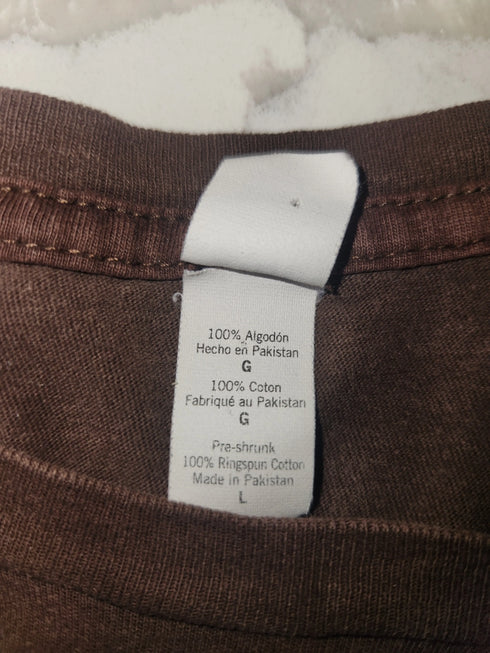 100% Algodón
Hecho en Pakistan
G
100% Coton
Fabriqué au Pakistan
G
Pre-shrunk
100% Ringspun Cotton
Made in Pakistan
L